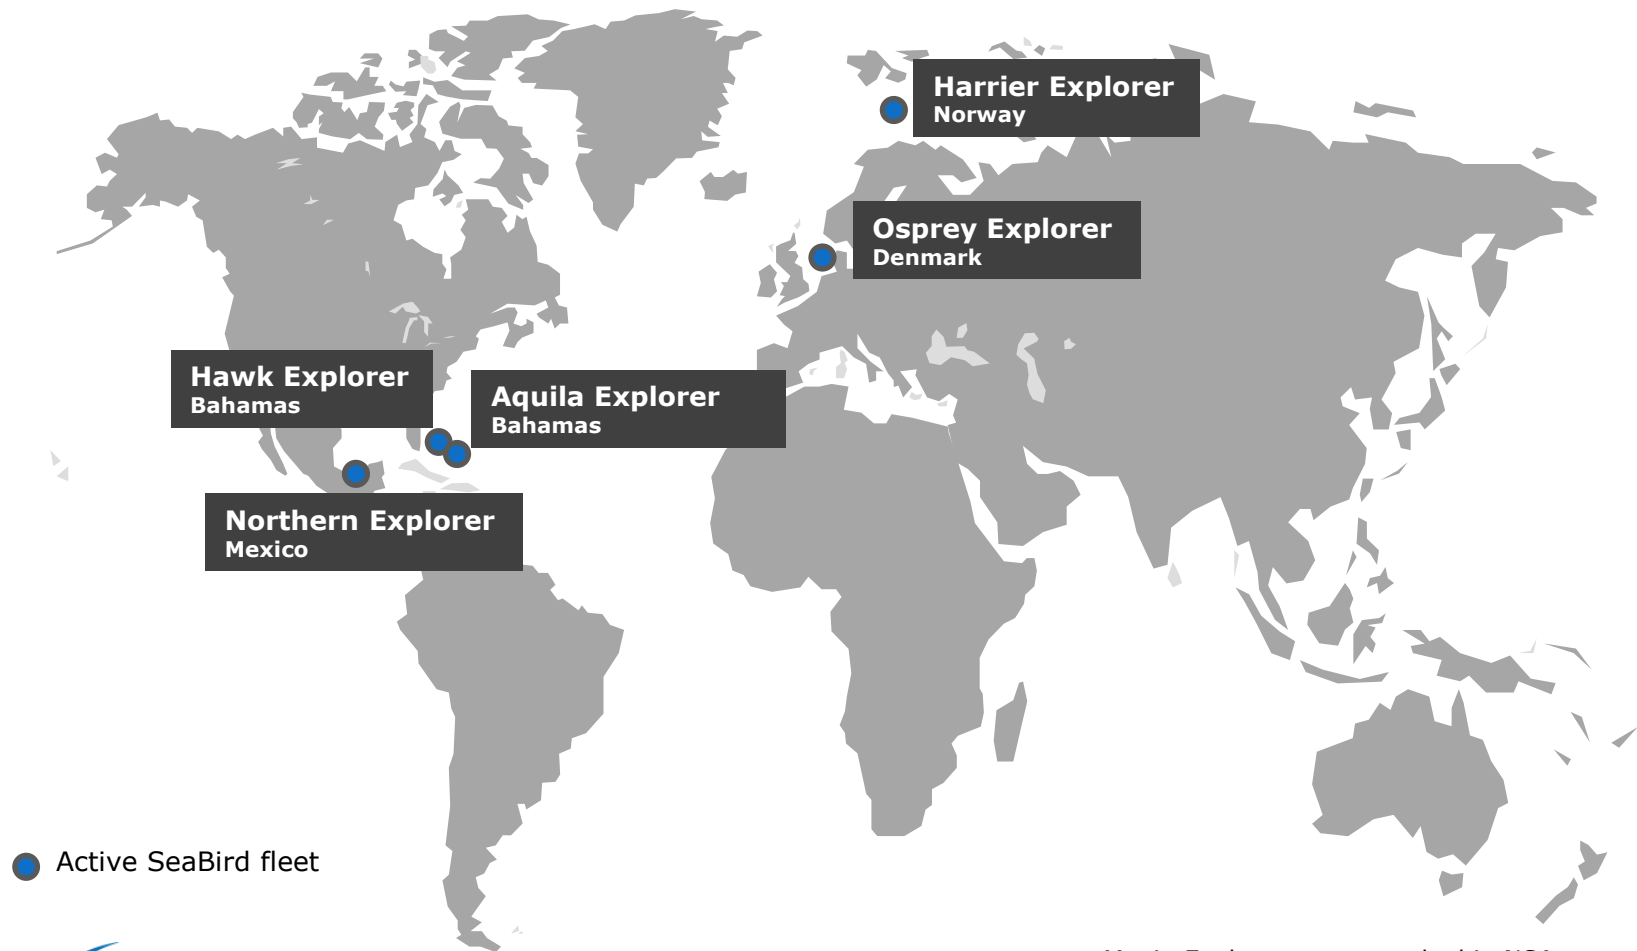 Harrier Explorer
Norway
Osprey Explorer
Denmark
Hawk Explorer
Bahamas
Aquila Explorer
Bahamas
Northern Explorer
Mexico
Active SeaBird fleet